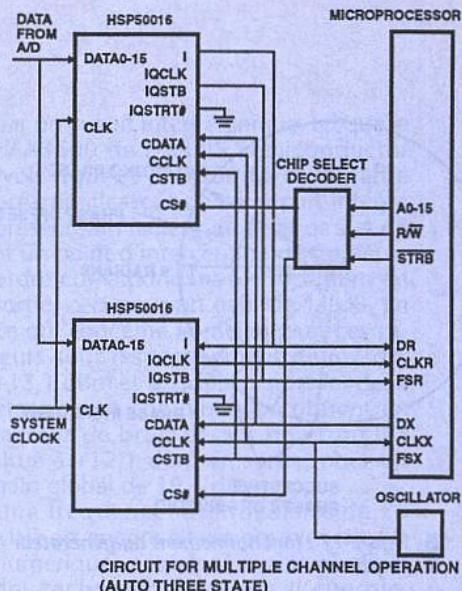 DATA
FROM
A/D
HSP50016
DATA0-15
CLK
I
IQCLK
IQSTB
IQSTRT#
CDATA
CCLK
CSTB
CS#
MICROPROCESSOR
CHIP SELECT
DECODER
A0-15
R/W̅
S̅T̅R̅B̅
HSP50016
DATA0-15
CLK
I
IQCLK
IQSTB
IQSTRT#
CDATA
CCLK
CSTB
CS#
SYSTEM
CLOCK
DR
CLKR
FSR
DX
CLKX
FSX
OSCILLATOR
CIRCUIT FOR MULTIPLE CHANNEL OPERATION
(AUTO THREE STATE)